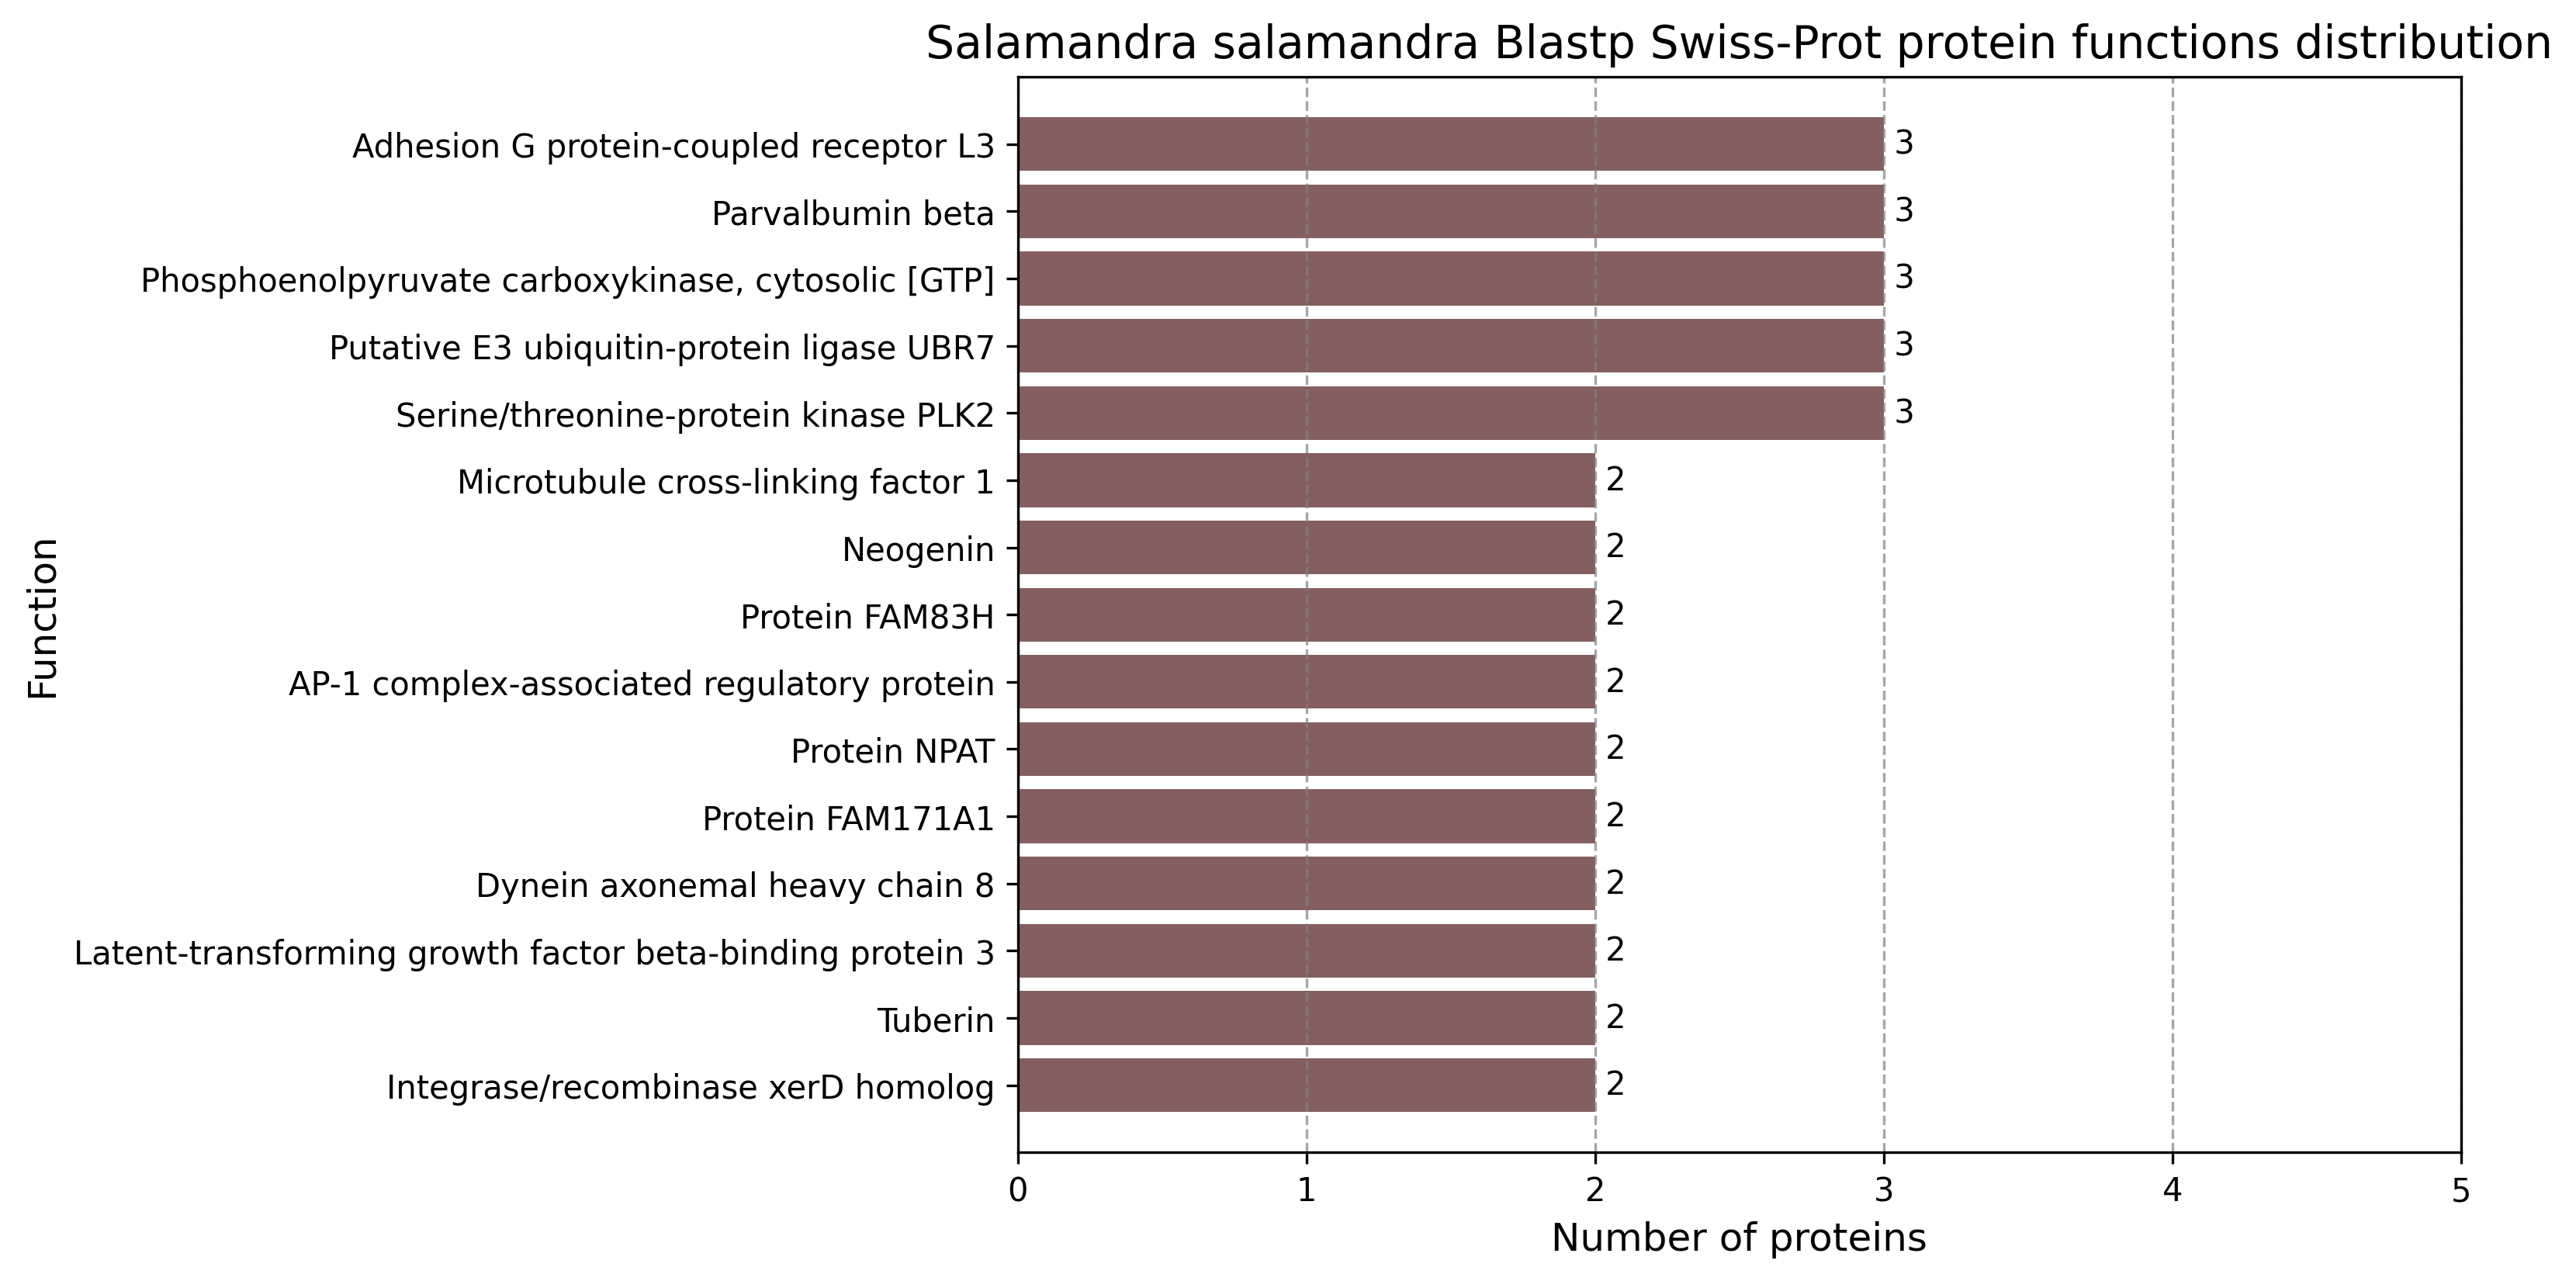 Salamandra salamandra Blastp Swiss-Prot protein functions distribution
Function
Adhesion G protein-coupled receptor L3 3
Parvalbumin beta 3
Phosphoenolpyruvate carboxykinase, cytosolic [GTP] 3
Putative E3 ubiquitin-protein ligase UBR7 3
Serine/threonine-protein kinase PLK2 3
Microtubule cross-linking factor 1 2
Neogenin 2
Protein FAM83H 2
AP-1 complex-associated regulatory protein 2
Protein NPAT 2
Protein FAM171A1 2
Dynein axonemal heavy chain 8 2
Latent-transforming growth factor beta-binding protein 3 2
Tuberin 2
Integrase/recombinase xerD homolog 2
0 1 2 3 4 5
Number of proteins